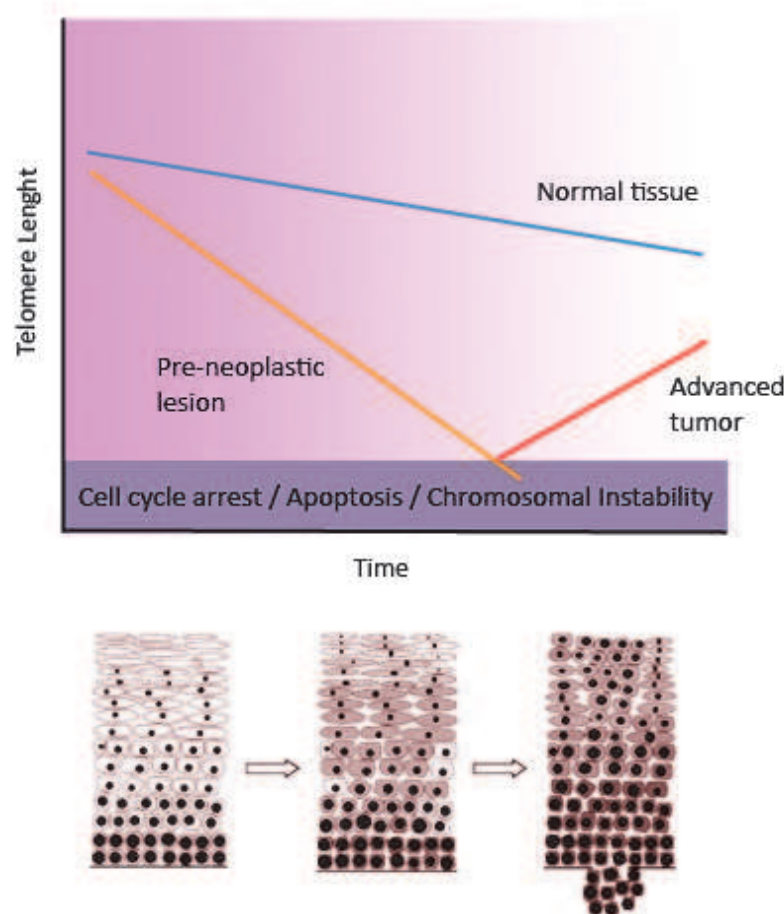 Telomere Lenght
Normal tissue
Pre-neoplastic
lesion
Advanced
tumor
Cell cycle arrest / Apoptosis / Chromosomal Instability
Time